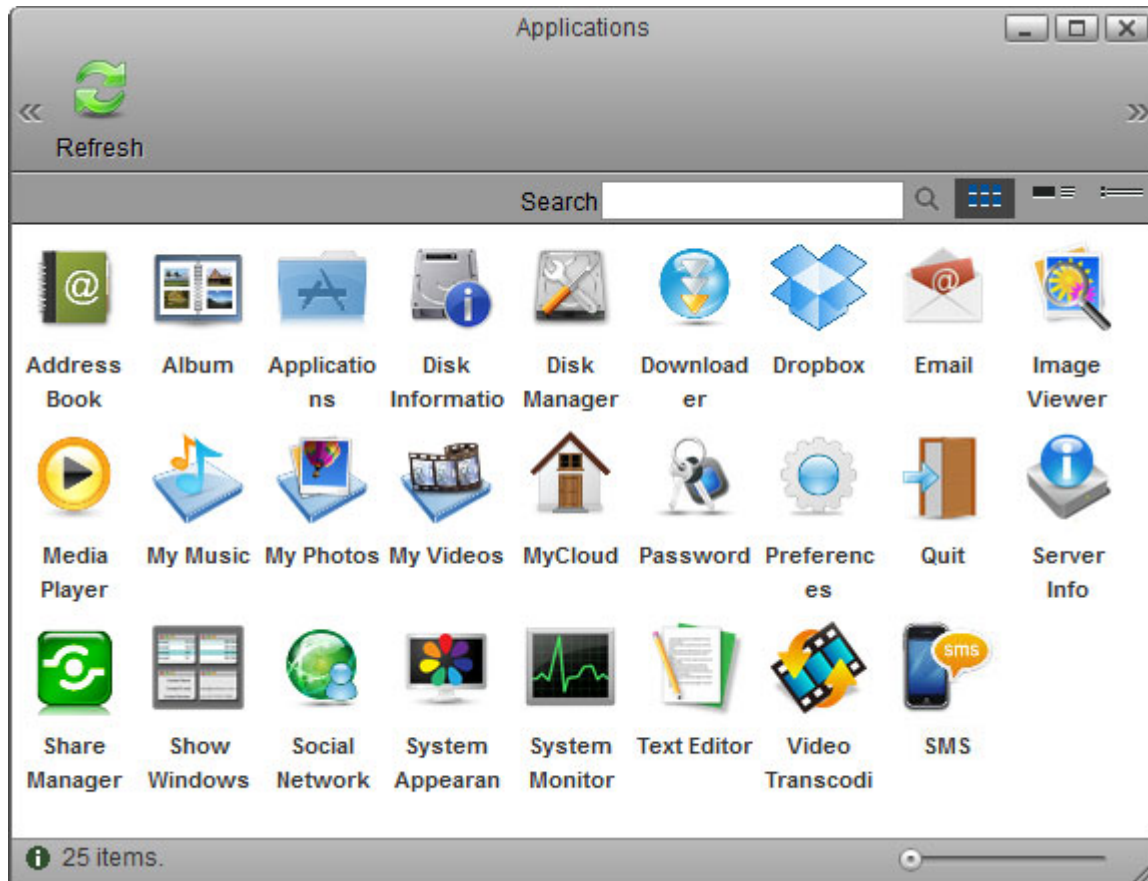 Applications
Refresh
Search
Address Book
Album
Applicatio
ns
Disk
Informatio
Disk
Manager
Download
er
Dropbox
Email
Image
Viewer
Media
Player
My Music
My Photos
My Videos
MyCloud
Password
Preferenc
es
Quit
Server
Info
Share
Manager
Show
Windows
Social
Network
System
Appearan
System
Monitor
Text Editor
Video
Transcodi
sms
SMS
25 items.